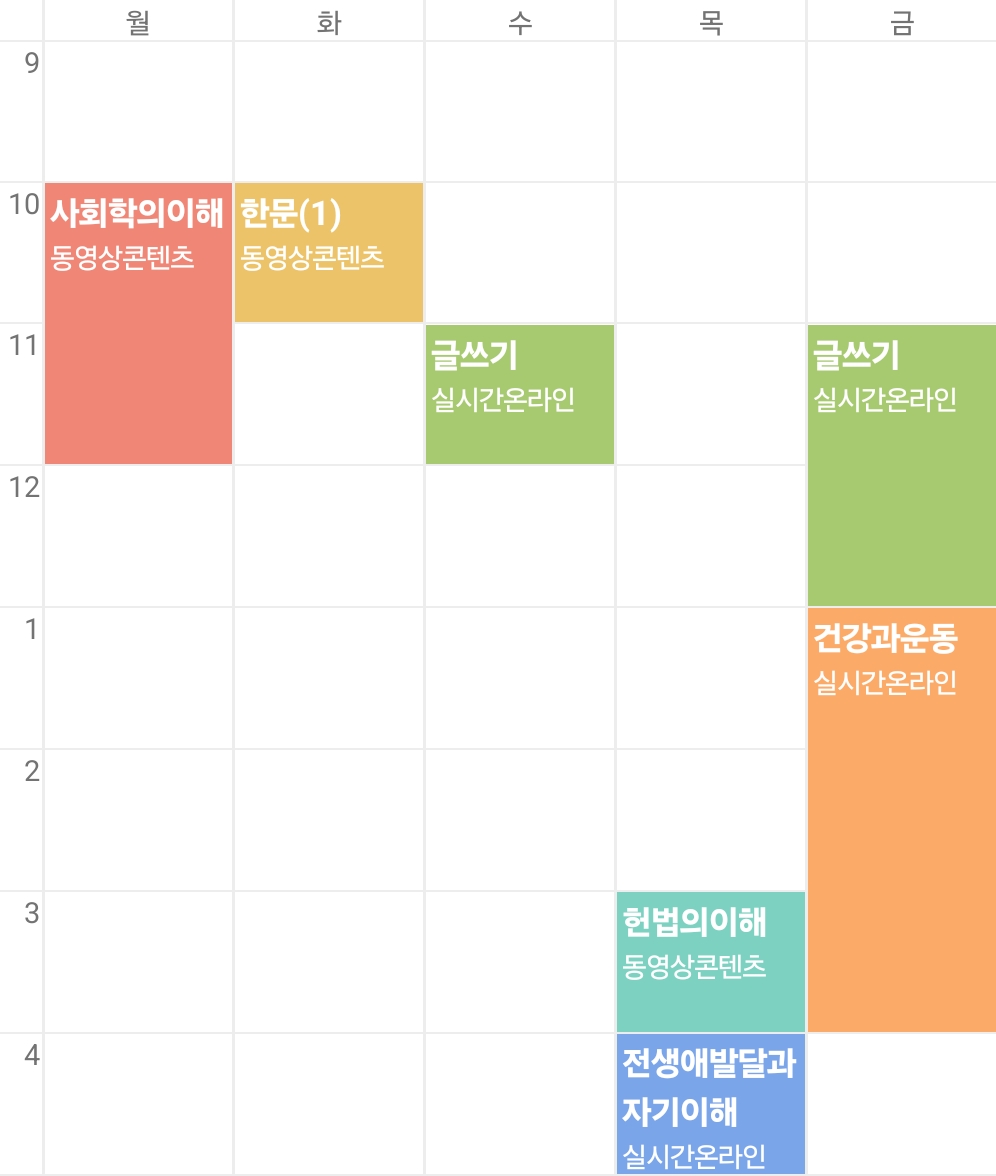 월 화 수 목 금
9
10 사회학의이해 한문(1)
동영상콘텐츠 동영상콘텐츠
11 글쓰기 글쓰기
실시간온라인 실시간온라인
12
1 건강과운동
실시간온라인
2
3 헌법의이해
동영상콘텐츠
4 전생애발달과
자기이해
실시간온라인